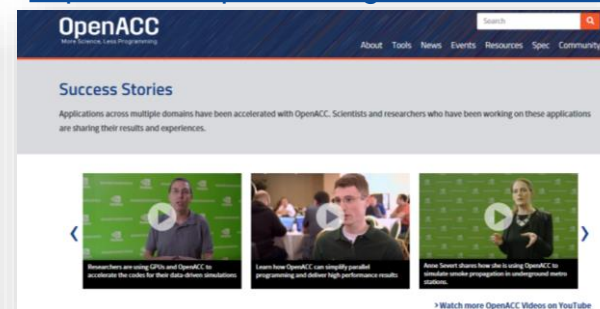 OpenACC
More Science, Less Programming
Search
About Tools News Events Resources Spec Community
Success Stories
Applications across multiple domains have been accelerated with OpenACC. Scientists and researchers who have been working on these applications
are sharing their results and experiences.
Researchers are using GPUs and OpenACC to
accelerate the codes for their data-driven simulations
Learn how OpenACC can simplify parallel
programming and deliver high performance results
Anne Severt shares how she is using OpenACC to
simulate smoke propagation in underground metro
stations.
>Watch more OpenACC Videos on YouTube